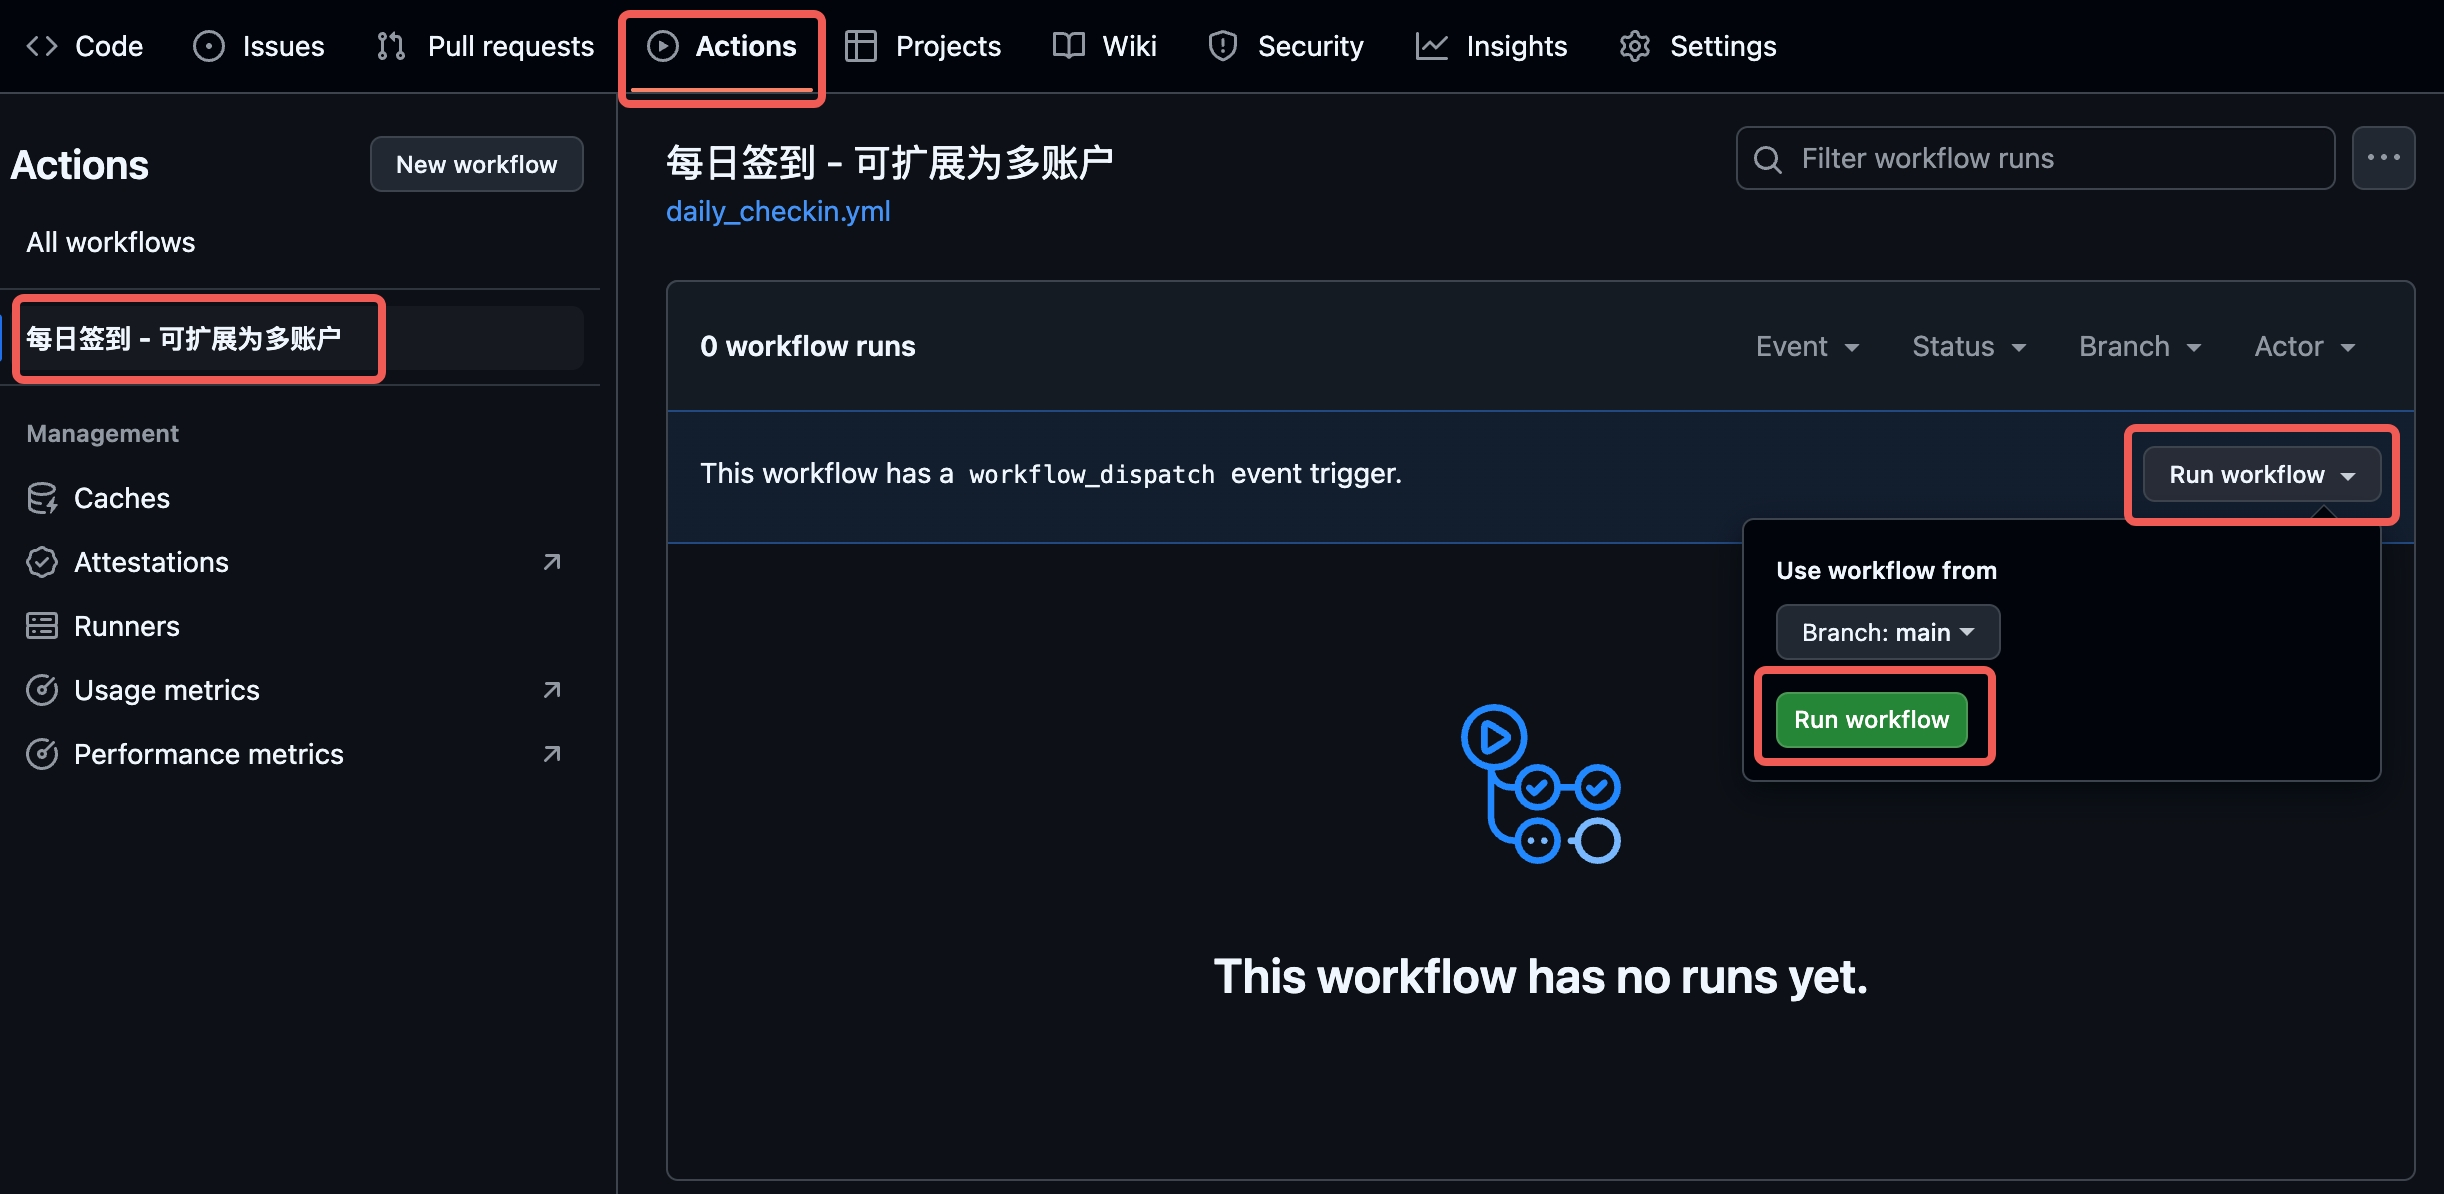 Code Issues Pull requests Actions Projects Wiki Security Insights Settings
Actions
New workflow
All workflows
每日签到 - 可扩展为多账户
Management
Caches
Attestations
Runners
Usage metrics
Performance metrics
每日签到 - 可扩展为多账户
daily_checkin.yml
Filter workflow runs
0 workflow runs
Event Status Branch Actor
This workflow has a workflow_dispatch event trigger.
Run workflow
Use workflow from
Branch: main
Run workflow
This workflow has no runs yet.